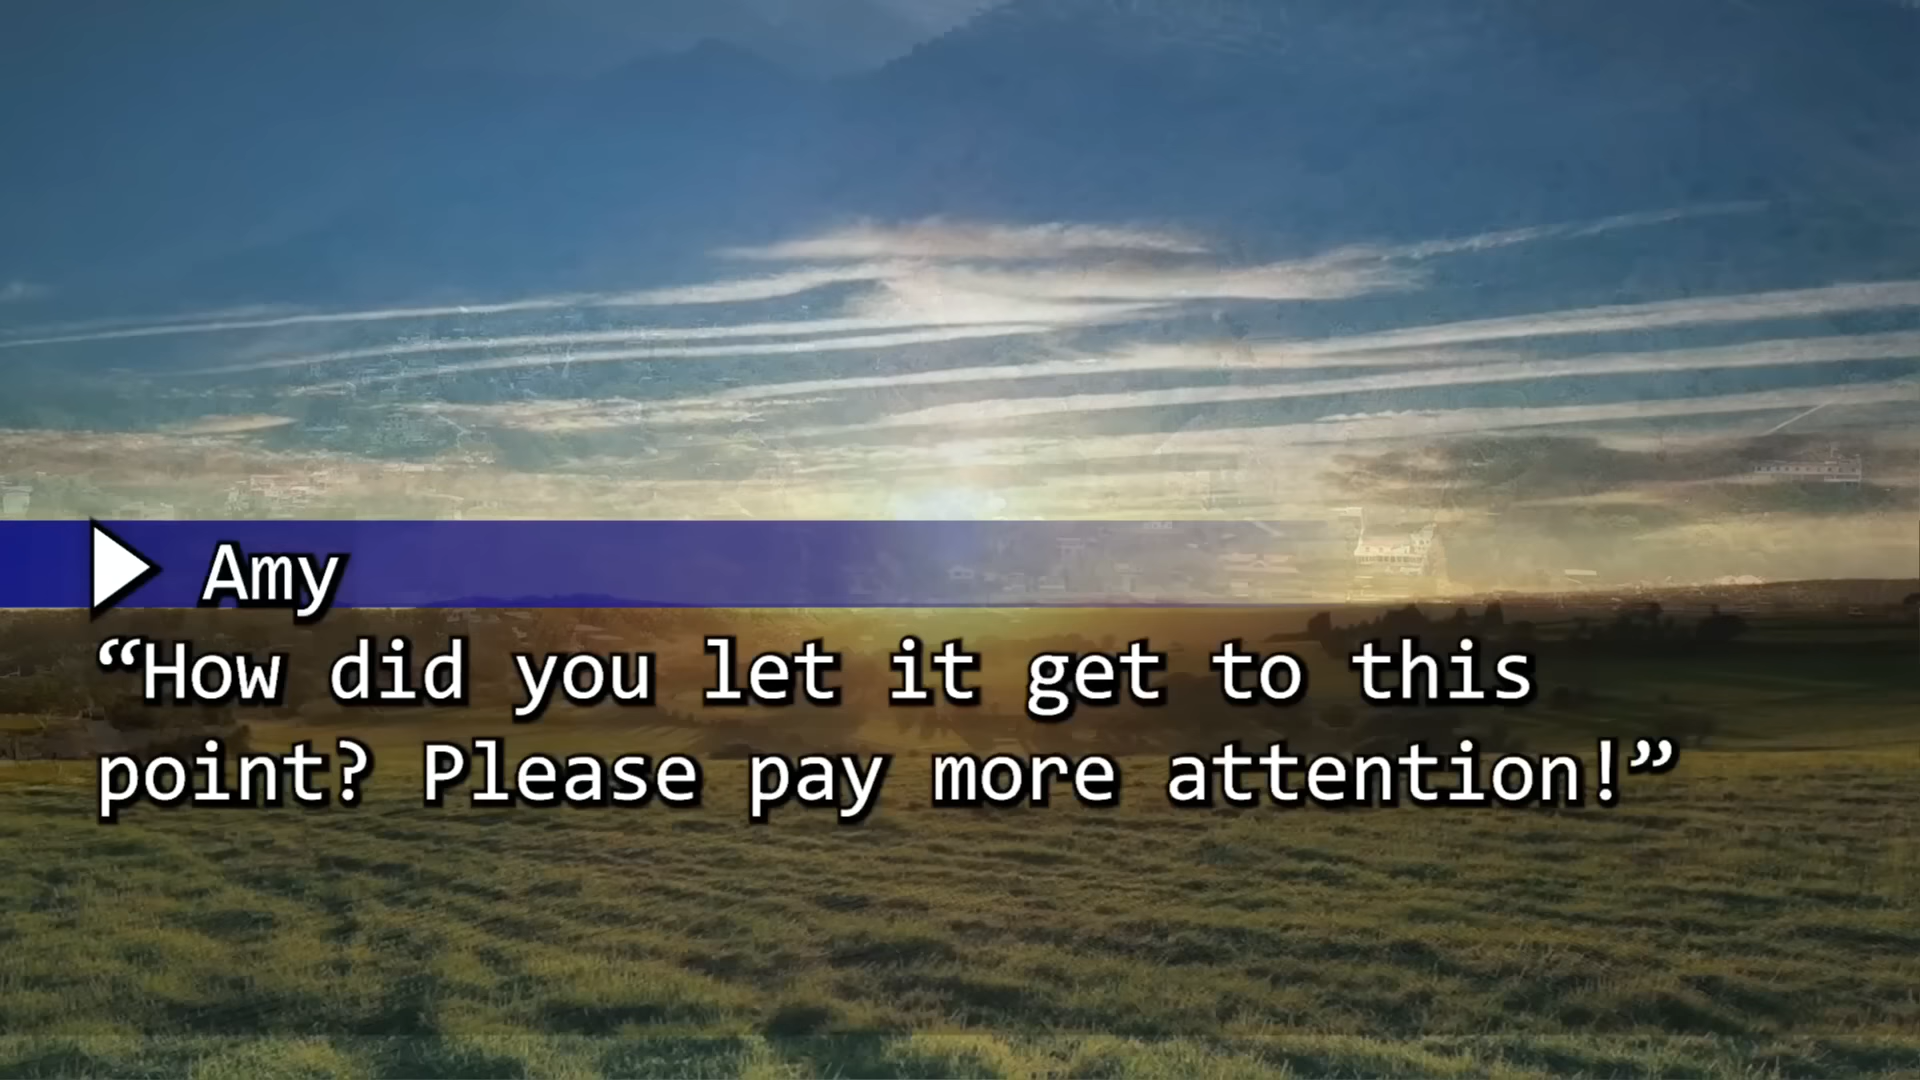 Amy
“How did you let it get to this
point? Please pay more attention!”